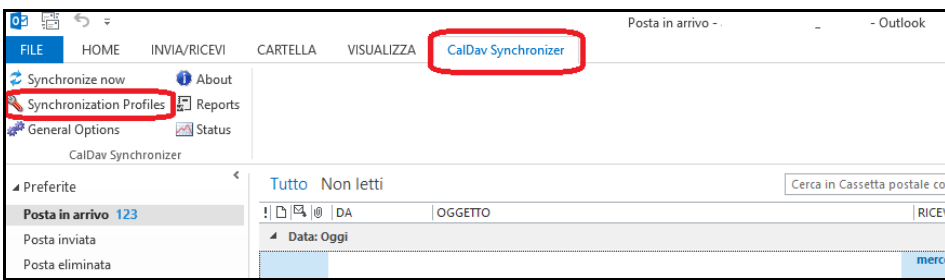 Posta in arrivo - - Outlook
FILE HOME INVIA/RICEVI CARTELLA VISUALIZZA CalDav Synchronizer
Synchronize now About
Synchronization Profiles Reports
General Options Status
CalDav Synchronizer
Preferite
Tutto Non letti
Cerca in Cassetta postale co
Posta in arrivo 123
! DA OGGETTO RICEV
Posta inviata
Data: Oggi
Posta eliminata
merc